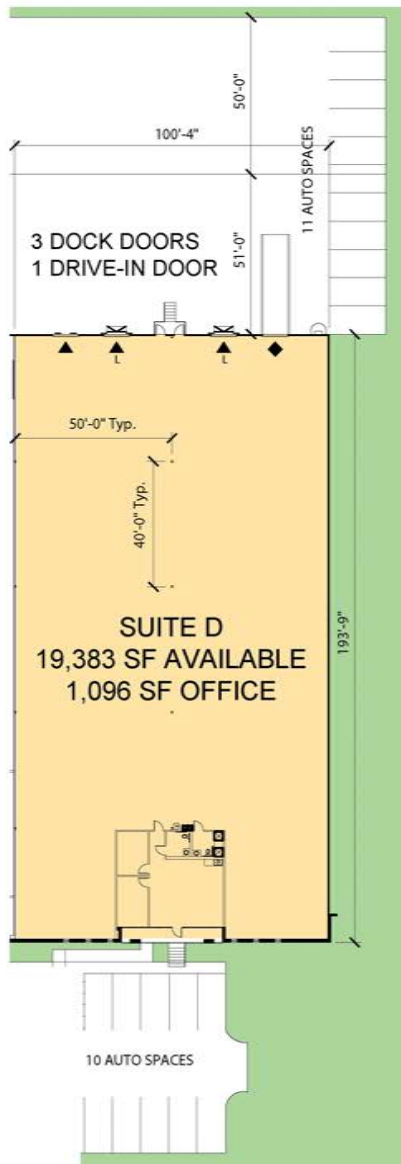 50'-0"
100'-4"
11 AUTO SPACES
3 DOCK DOORS
1 DRIVE-IN DOOR
51'-0"
L
L
50'-0" Typ.
40'-0" Typ.
SUITE D
19,383 SF AVAILABLE
1,096 SF OFFICE
193'-9"
10 AUTO SPACES